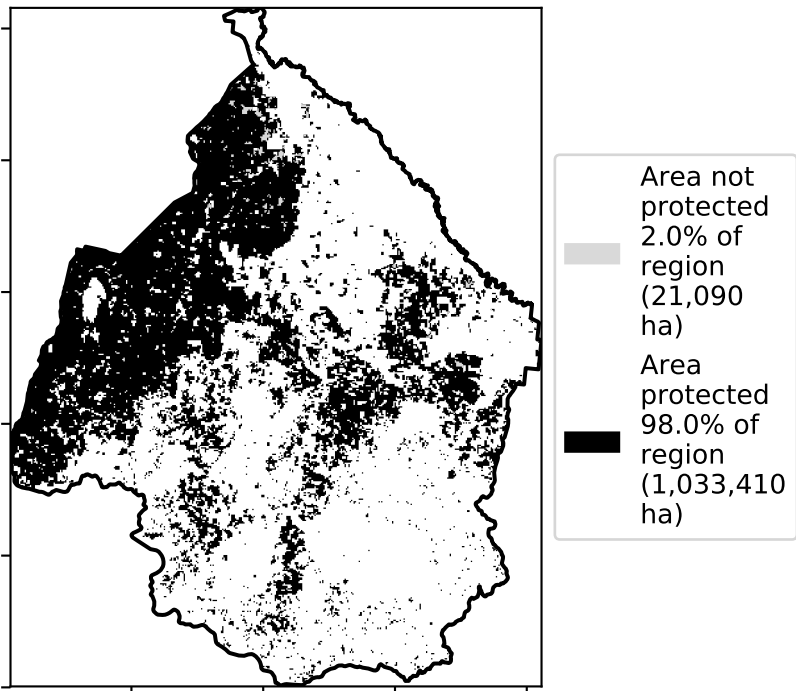 Area not
protected
2.0% of
region
(21,090
ha)
Area
protected
98.0% of
region
(1,033,410
ha)